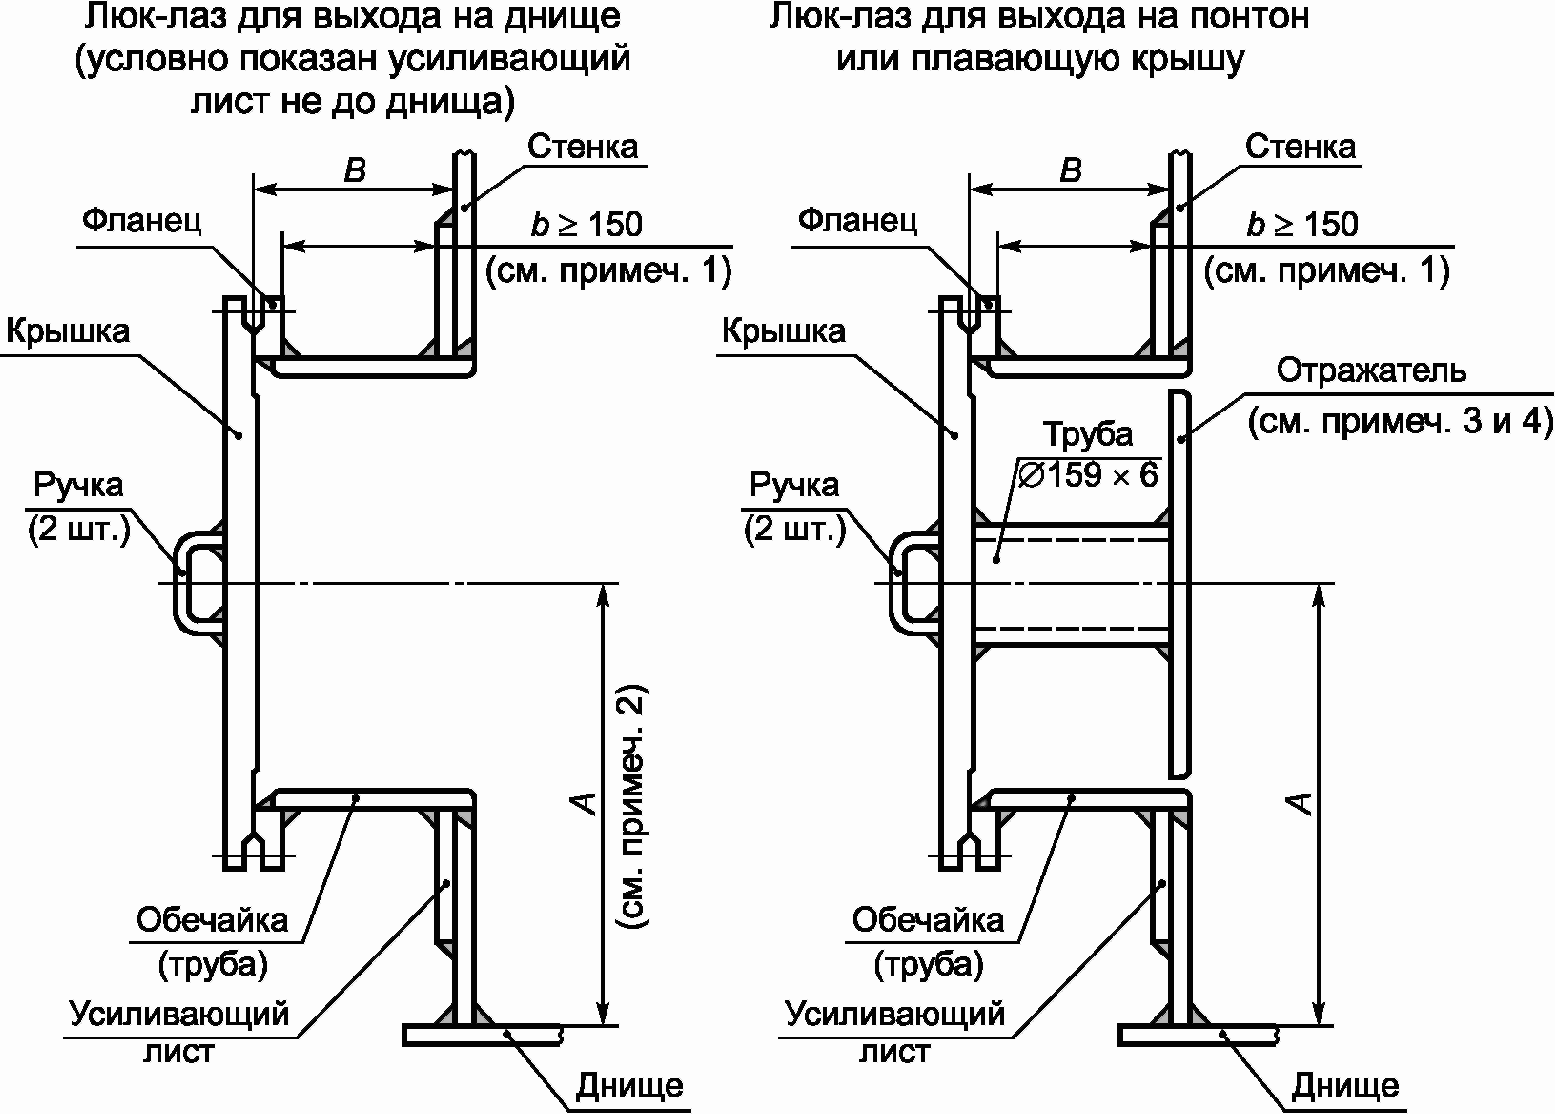 Люк-лаз для выхода на днище
(условно показан усиливающий
лист не до днища)
Стенка
B
Фланец
b ≥ 150
(см. примеч. 1)
Крышка
Ручка
(2 шт.)
A
(см. примеч. 2)
Обечайка
(труба)
Усиливающий
лист
Днище
Люк-лаз для выхода на понтон
или плавающую крышу
Стенка
B
Фланец
b ≥ 150
(см. примеч. 1)
Крышка
Отражатель
(см. примеч. 3 и 4)
Труба
∅159 × 6
Ручка
(2 шт.)
A
Обечайка
(труба)
Усиливающий
лист
Днище